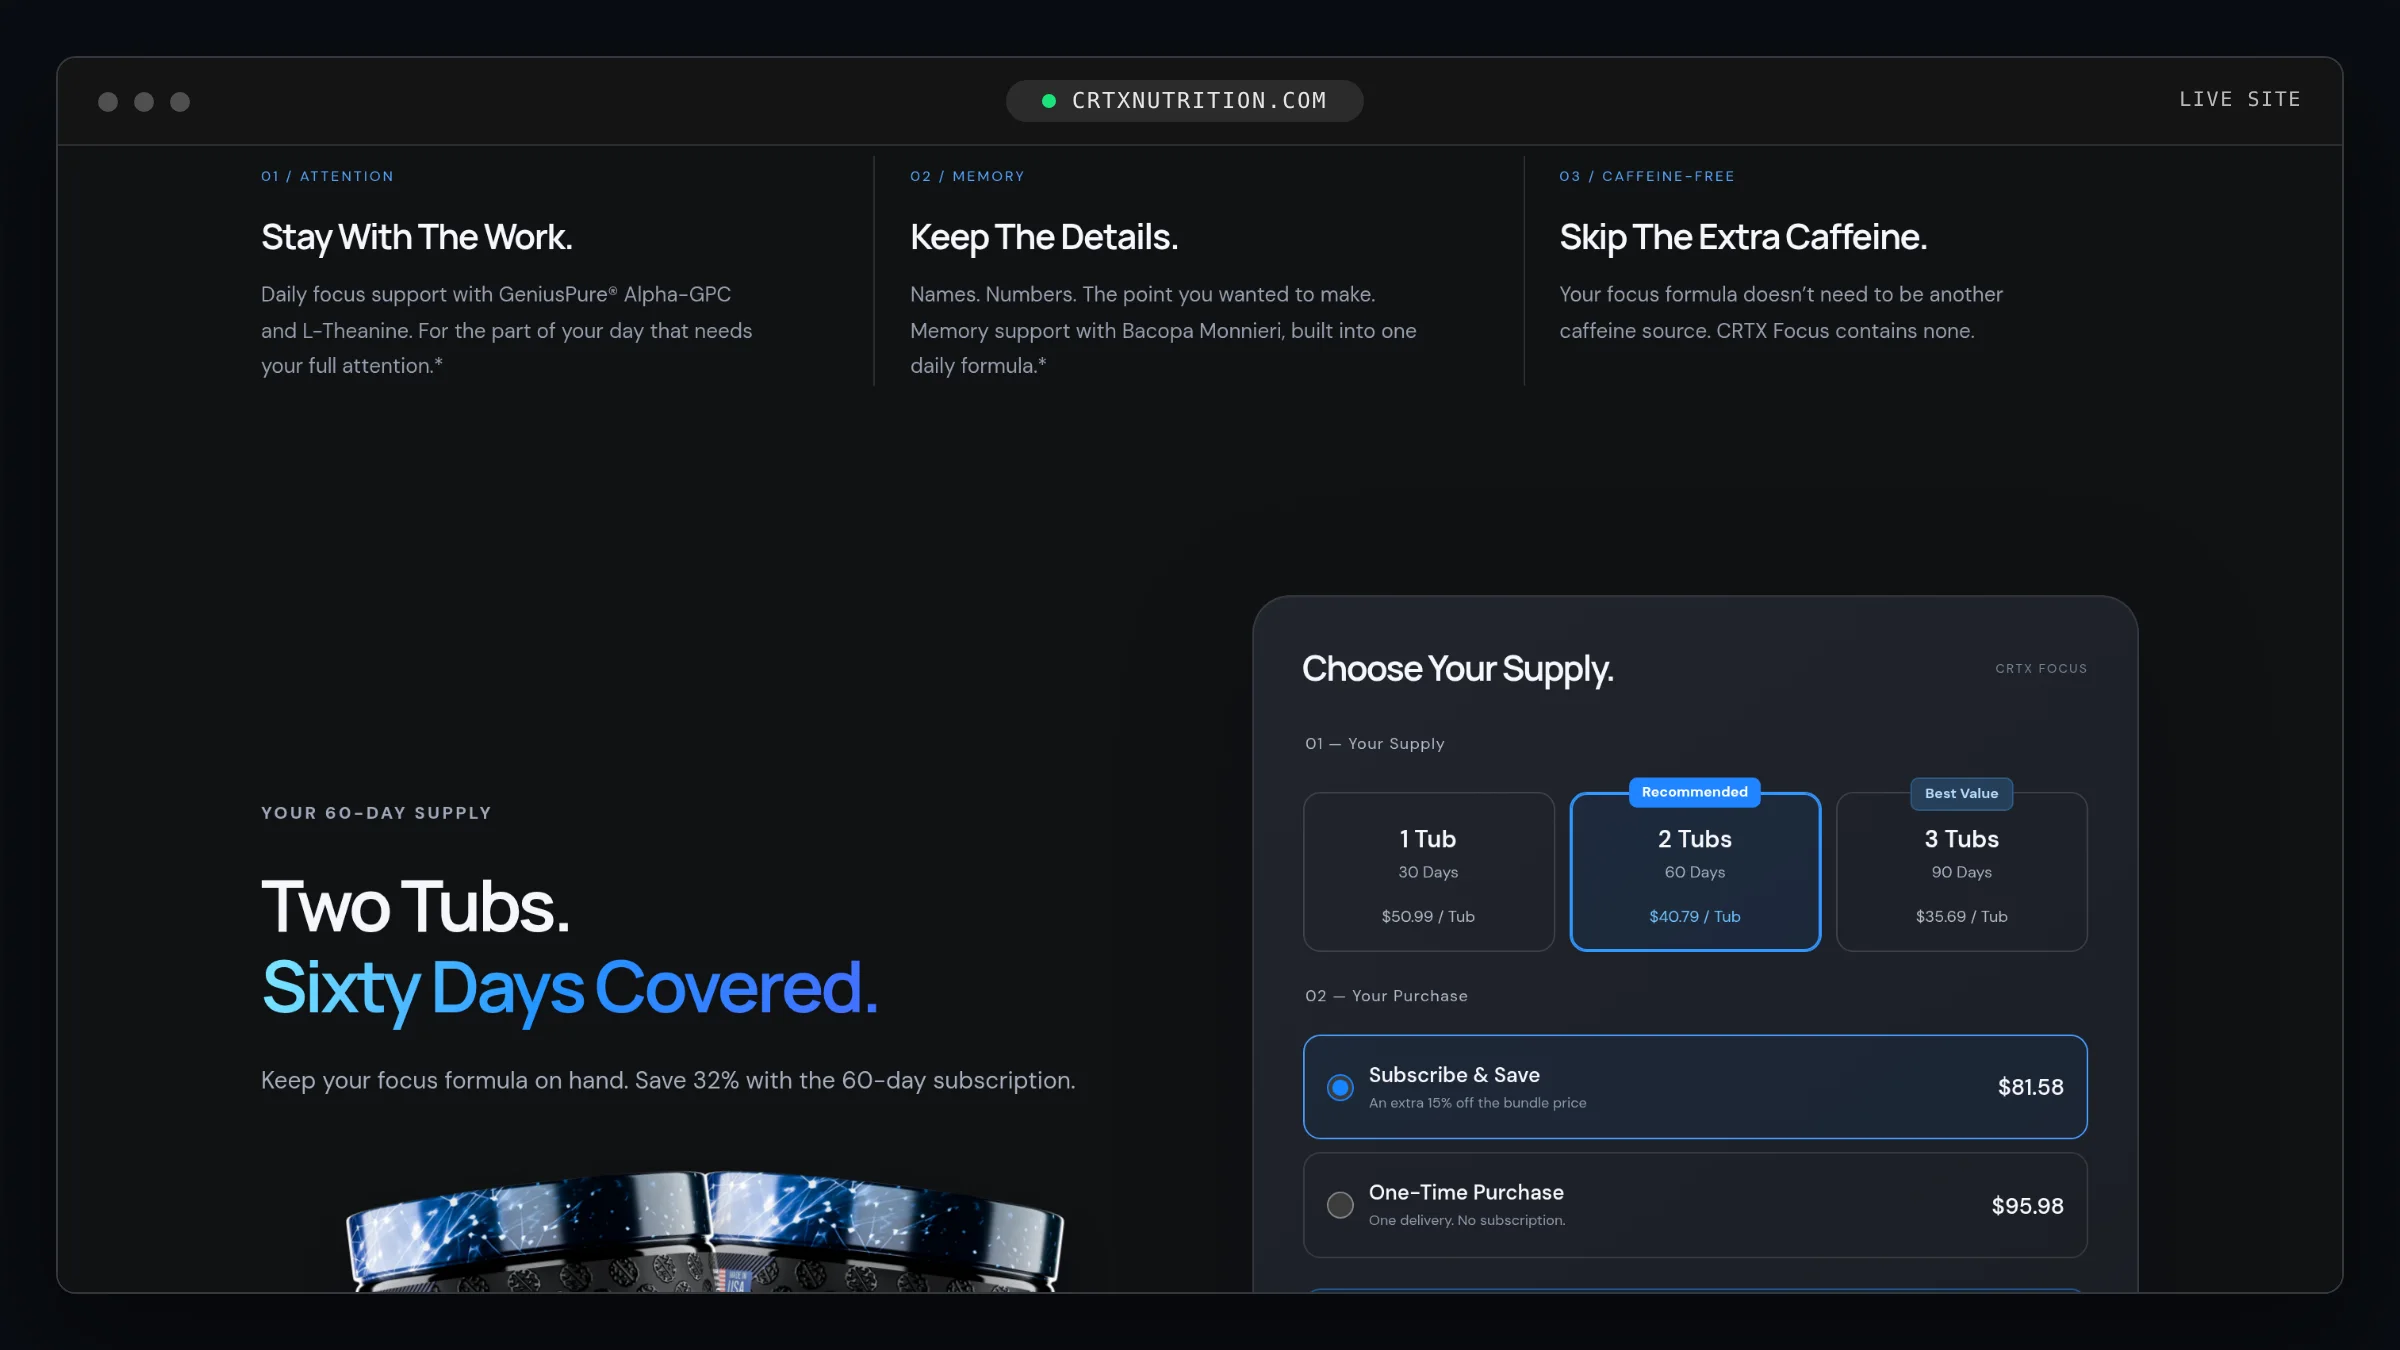 CRTXNUTRITION.COM
LIVE SITE
01 / ATTENTION
Stay With The Work.
Daily focus support with GeniusPure® Alpha-GPC
and L-Theanine. For the part of your day that needs
your full attention.*
02 / MEMORY
Keep The Details.
Names. Numbers. The point you wanted to make.
Memory support with Bacopa Monnieri, built into one
daily formula.*
03 / CAFFEINE-FREE
Skip The Extra Caffeine.
Your focus formula doesn’t need to be another
caffeine source. CRTX Focus contains none.
YOUR 60-DAY SUPPLY
Two Tubs.
Sixty Days Covered.
Keep your focus formula on hand. Save 32% with the 60-day subscription.
MADE IN
USA
Choose Your Supply.
CRTX FOCUS
01 — Your Supply
1 Tub
30 Days
$50.99 / Tub
Recommended
2 Tubs
60 Days
$40.79 / Tub
Best Value
3 Tubs
90 Days
$35.69 / Tub
02 — Your Purchase
Subscribe & Save
An extra 15% off the bundle price
$81.58
One-Time Purchase
One delivery. No subscription.
$95.98